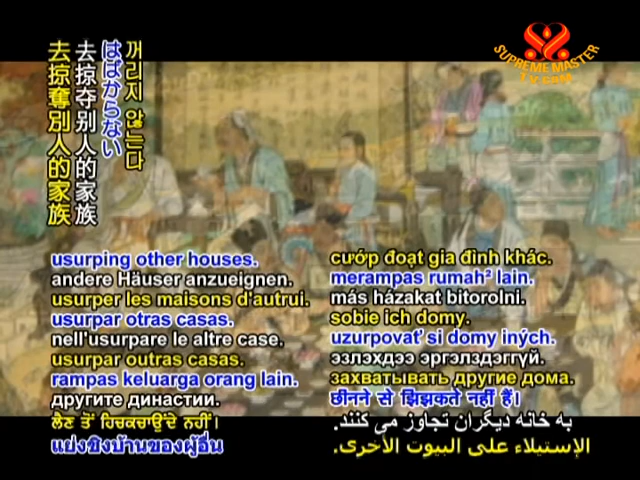 SUPREME MASTER
TV.COM
꺼리지 않는다
はばからない
去掠夺别人的家族
去掠奪別人的家族
usurping other houses.
andere Häuser anzueignen.
usurper les maisons d'autrui.
usurpar otras casas.
nell'usurpare le altre case.
usurpar outras casas.
rampas keluarga orang lain.
другите династии.
ਲੈਣ ਤੋਂ ਹਿਚਕਚਾਉਂਦੇ ਨਹੀਂ।
แย่งชิงบ้านของผู้อื่น
cướp đoạt gia đình khác.
merampas rumah² lain.
más házakat bitorolni.
sobie ich domy.
uzurpovať si domy iných.
эзлэхдээ эргэлздэггүй.
захватывать другие дома.
छीनने से झिझकते नहीं हैं।
به خانه دیگران تجاوز می کنند.
الإستيلاء على البيوت الأخرى.